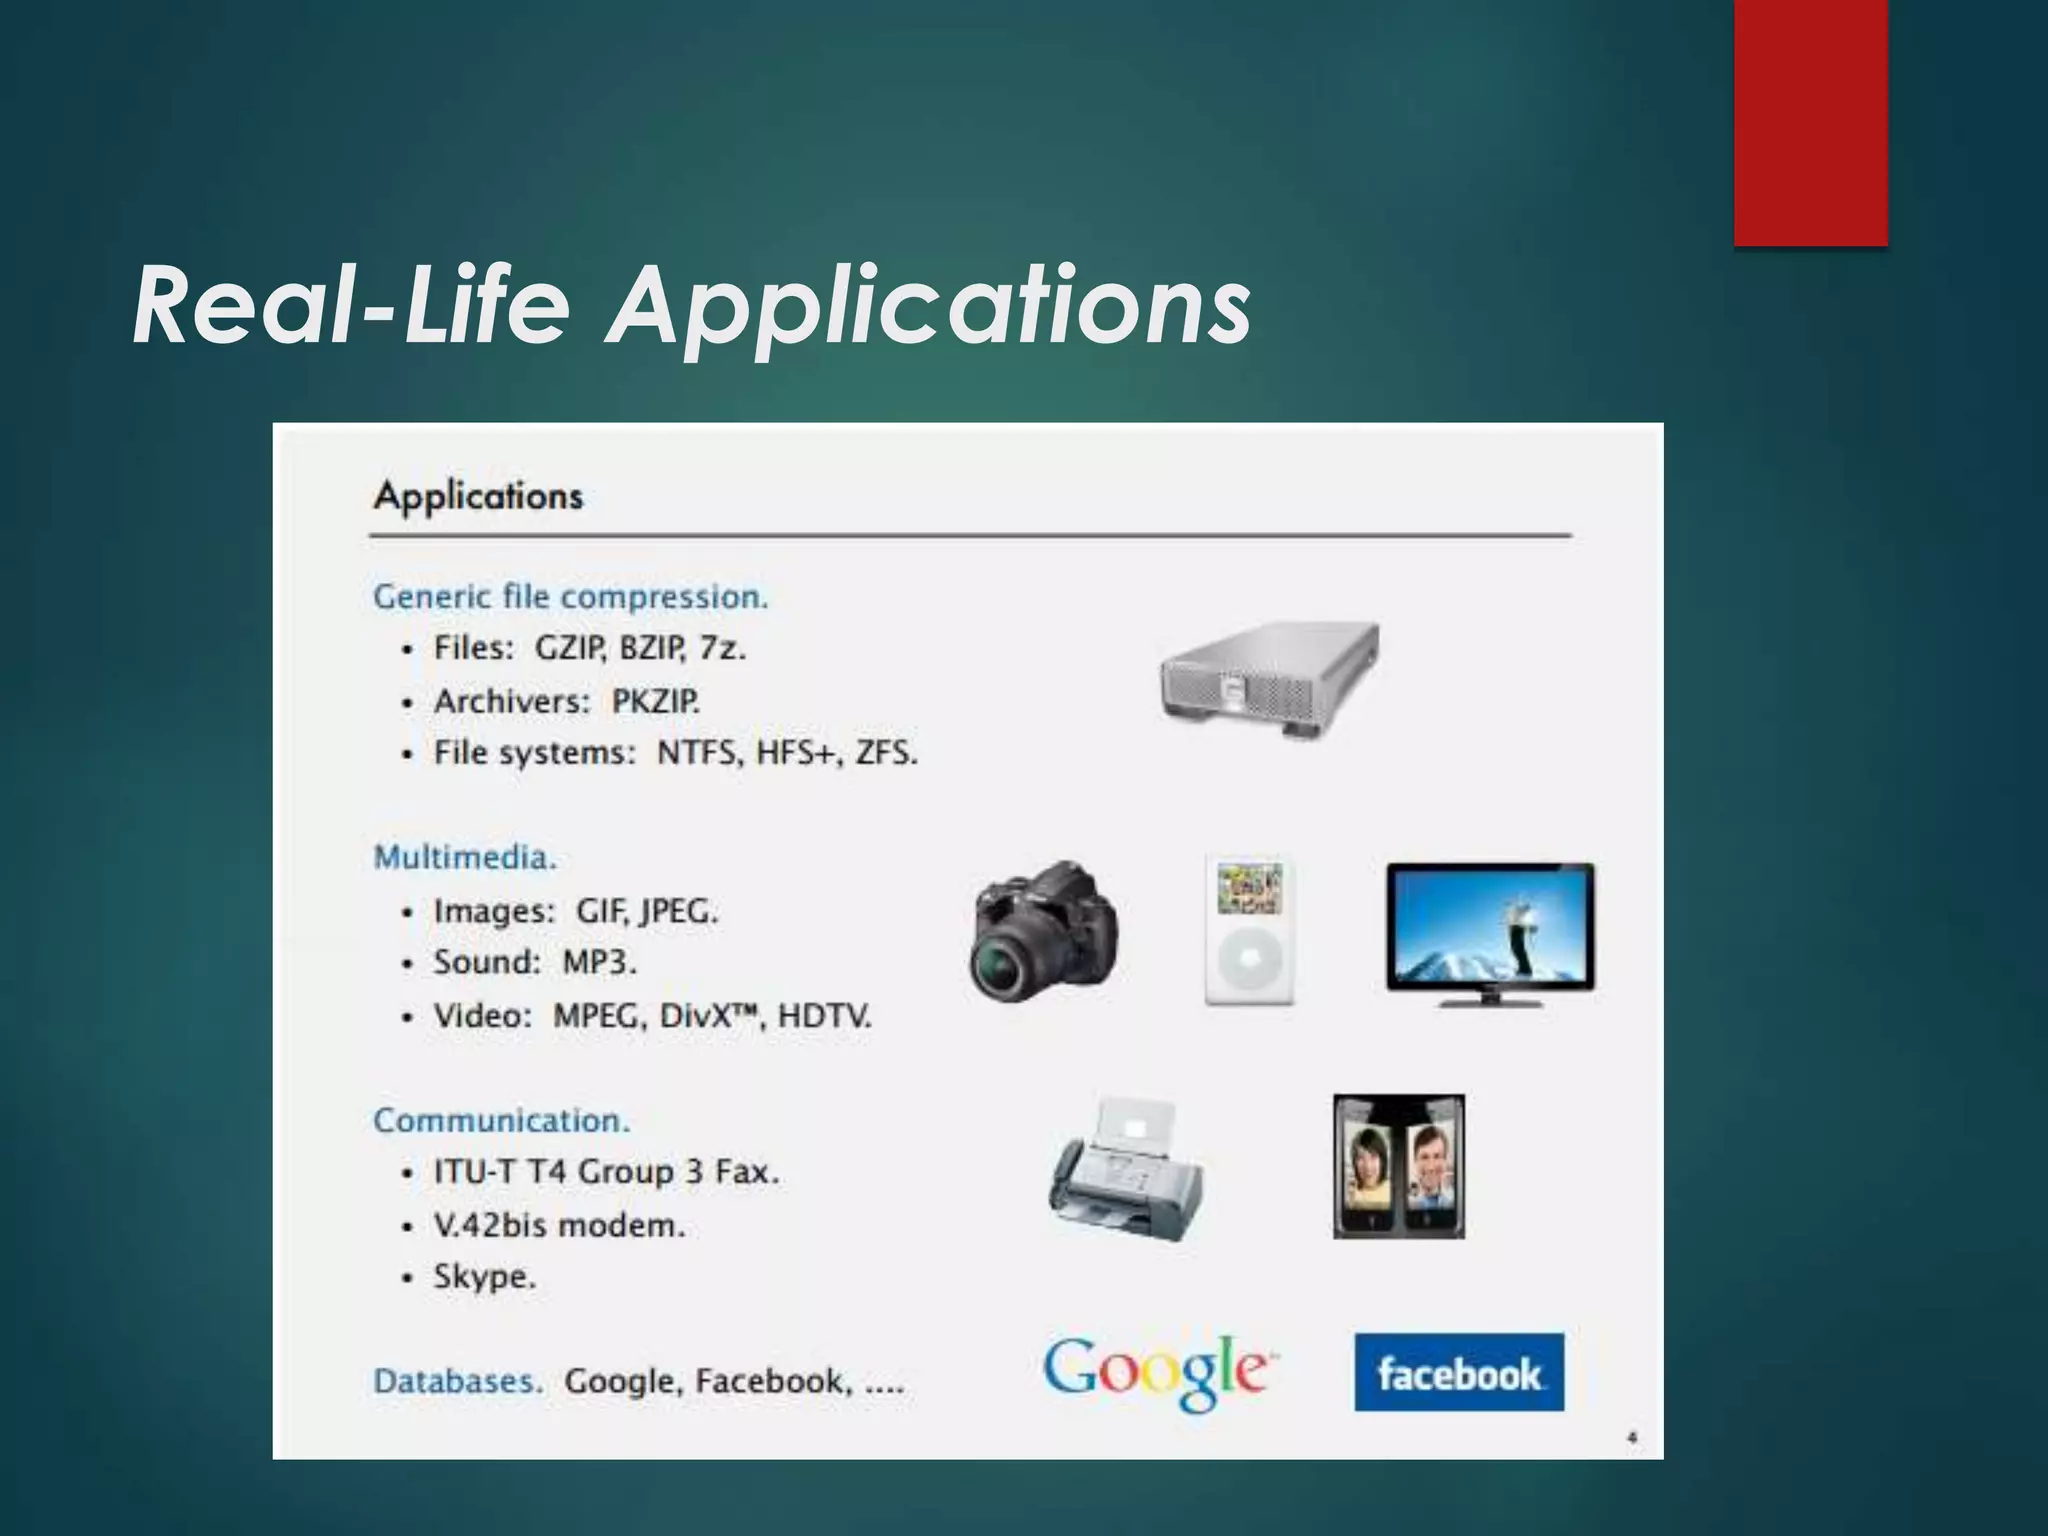 Real-Life Applications
Applications
Generic file compression.
• Files: GZIP, BZIP, 7z.
• Archivers: PKZIP.
• File systems: NTFS, HFS+, ZFS.
Multimedia.
• Images: GIF, JPEG.
• Sound: MP3.
• Video: MPEG, DivX™, HDTV.
Communication.
• ITU-T T4 Group 3 Fax.
• V.42bis modem.
• Skype.
Databases. Google, Facebook, ....
Google™
facebook
4